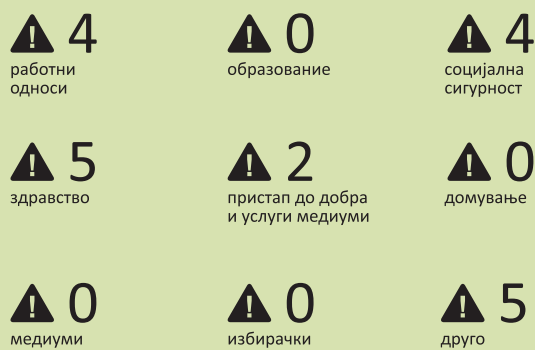 4
работни
односи
0
образование
4
социјална
сигурност
5
здравство
2
пристап до добра
и услуги медиуми
0
домување
0
медиуми
0
избирачки
5
друго